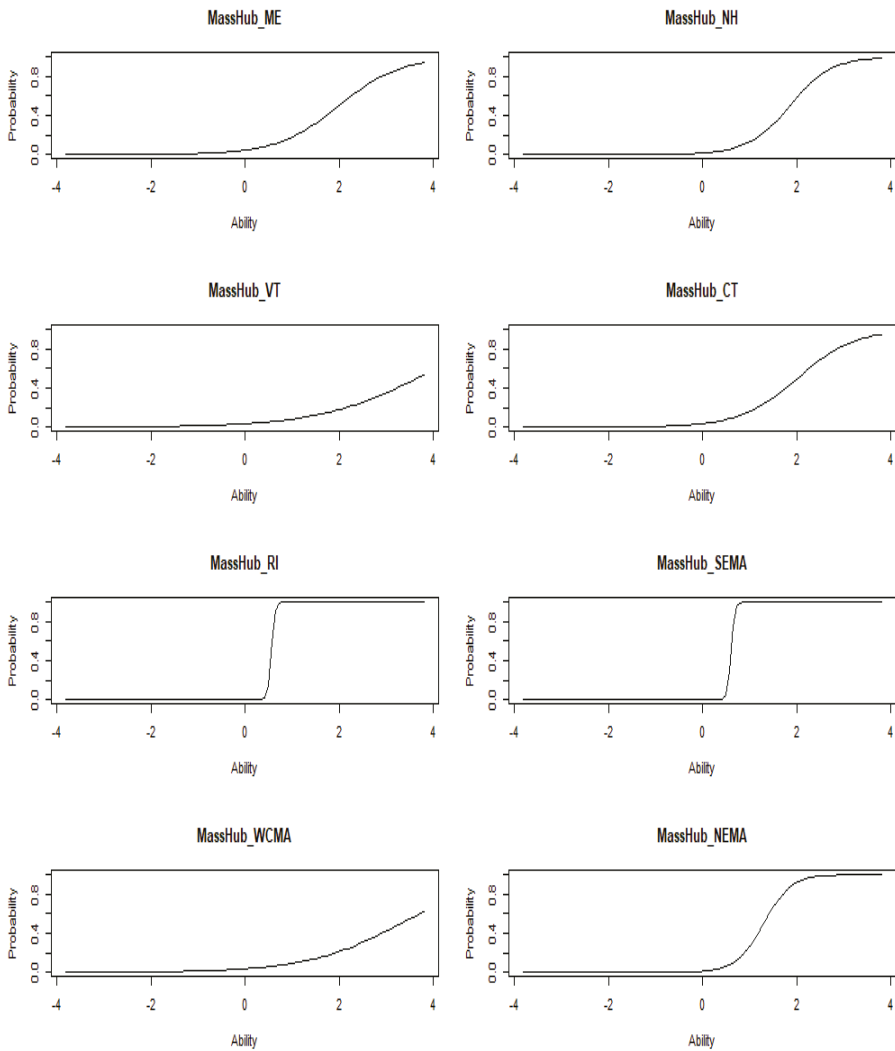 MassHub_ME
Probability
0.0 0.4 0.8
-4 -2 0 2 4
Ability
MassHub_NH
Probability
0.0 0.4 0.8
-4 -2 0 2 4
Ability
MassHub_VT
Probability
0.0 0.4 0.8
-4 -2 0 2 4
Ability
MassHub_CT
Probability
0.0 0.4 0.8
-4 -2 0 2 4
Ability
MassHub_RI
Probability
0.0 0.4 0.8
-4 -2 0 2 4
Ability
MassHub_SEMA
Probability
0.0 0.4 0.8
-4 -2 0 2 4
Ability
MassHub_WCMA
Probability
0.0 0.4 0.8
-4 -2 0 2 4
Ability
MassHub_NEMA
Probability
0.0 0.4 0.8
-4 -2 0 2 4
Ability